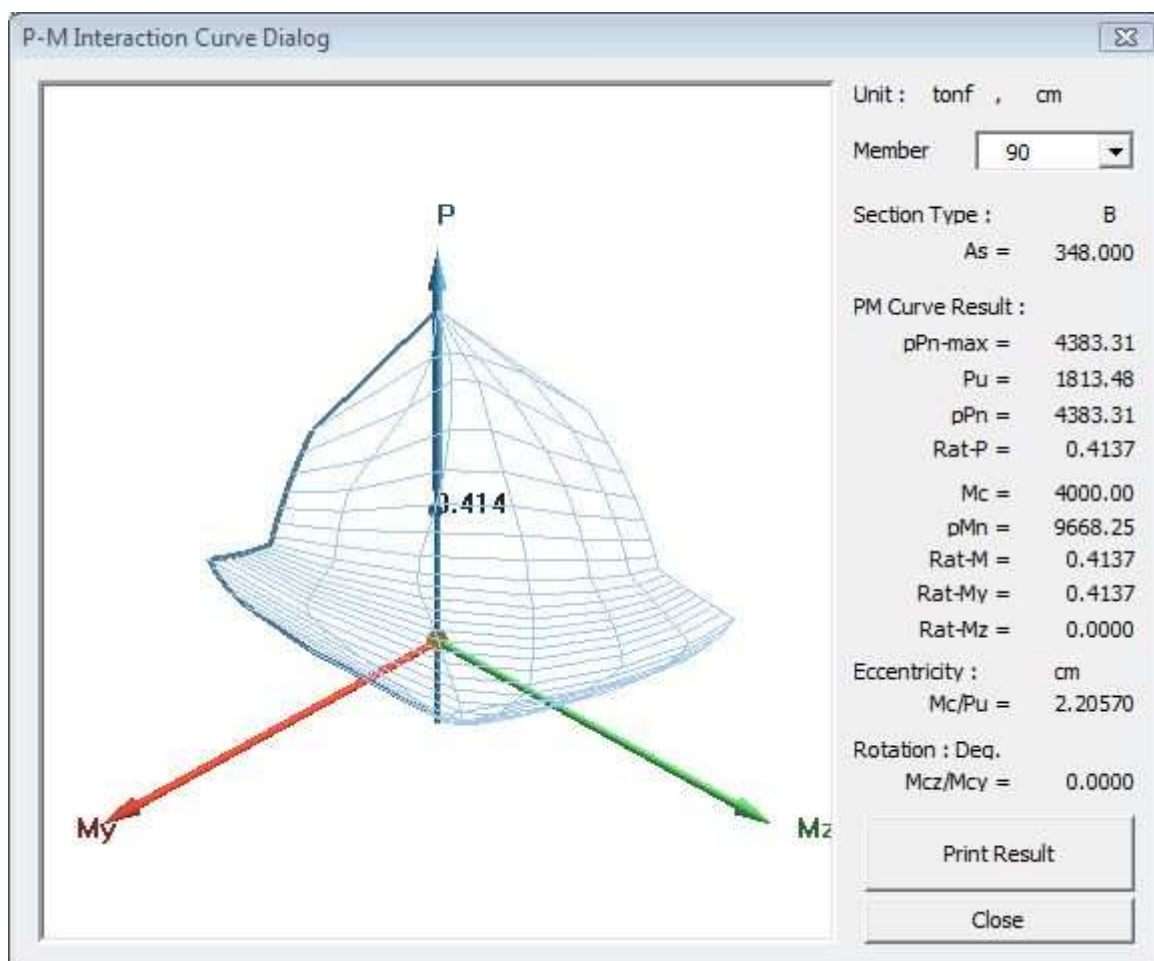 P-M Interaction Curve Dialog
P
0.414
My
Mz
Unit : tonf , cm
Member 90
Section Type : B
As = 348.000
PM Curve Result :
pPn-max = 4383.31
Pu = 1813.48
pPn = 4383.31
Rat-P = 0.4137
Mc = 4000.00
pMn = 9668.25
Rat-M = 0.4137
Rat-My = 0.4137
Rat-Mz = 0.0000
Eccentricity : cm
Mc/Pu = 2.20570
Rotation : Deg.
Mcz/Mcy = 0.0000
Print Result
Close